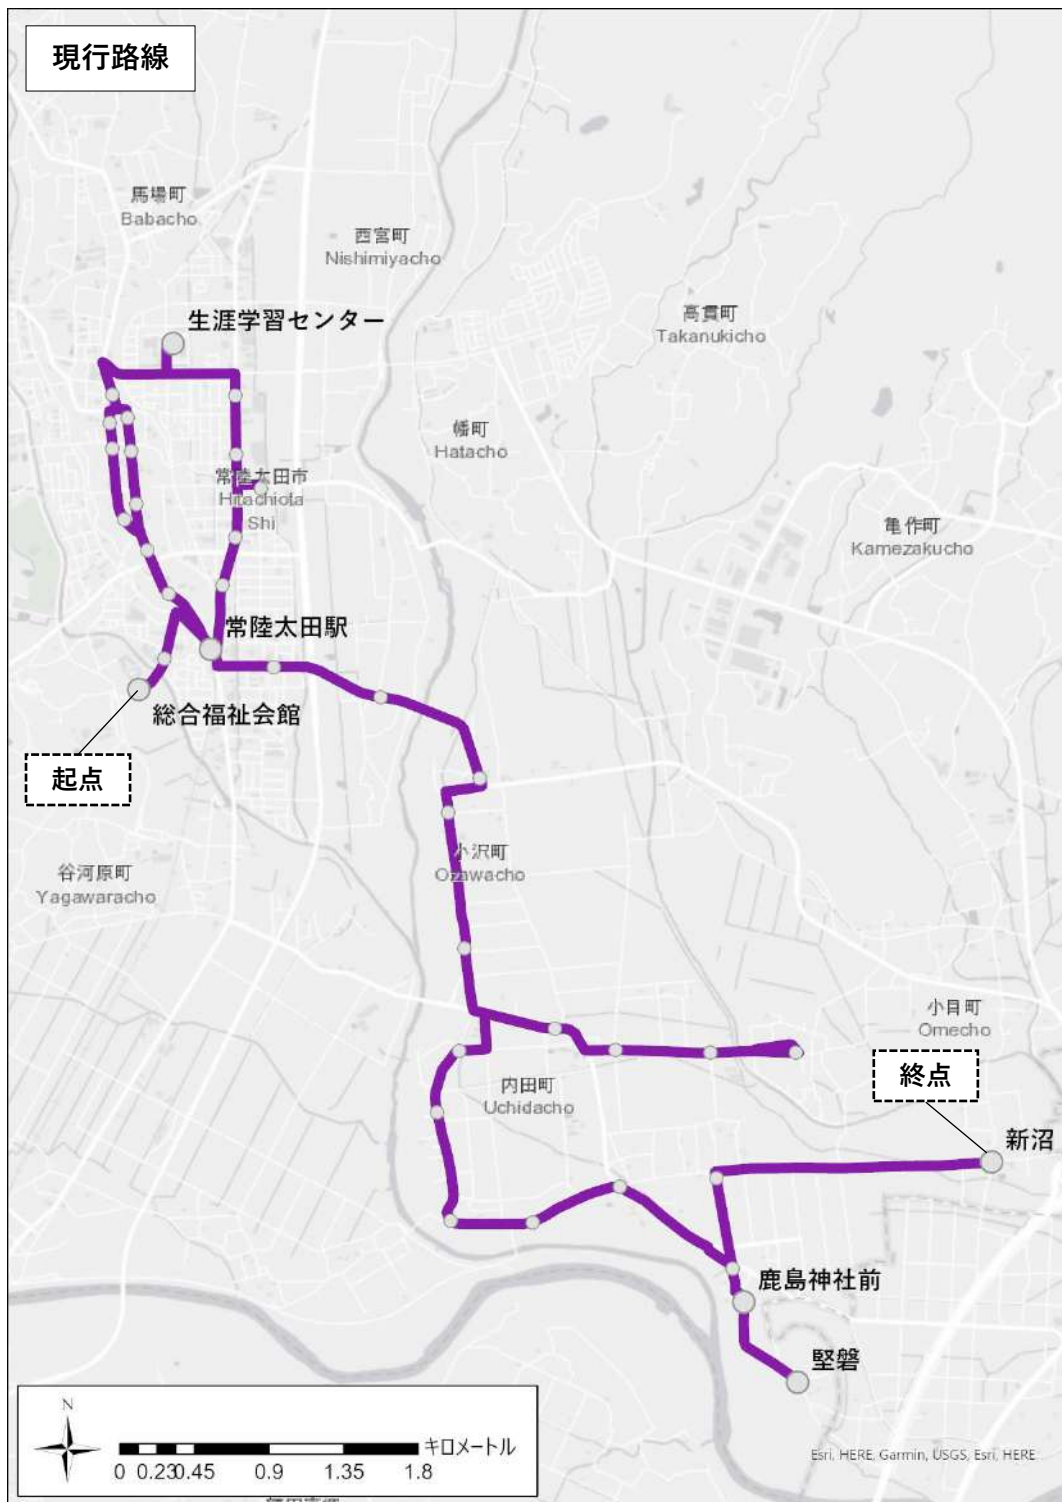 現行路線
馬場町
Babacho
西宮町
Nishimiyacho
生涯学習センター
高貫町
Takanukicho
幡町
Hatacho
常陸太田市
Hitachiota
Shi
亀作町
Kamezakucho
常陸太田駅
総合福祉会館
起点
小沢町
Ozawacho
谷河原町
Yagawaracho
小目町
Omecho
内田町
Uchidacho
終点
新沼
鹿島神社前
堅磐
N
キロメートル
0 0.230.45 0.9 1.35 1.8
Esri, HERE, Garmin, USGS, Esri, HERE